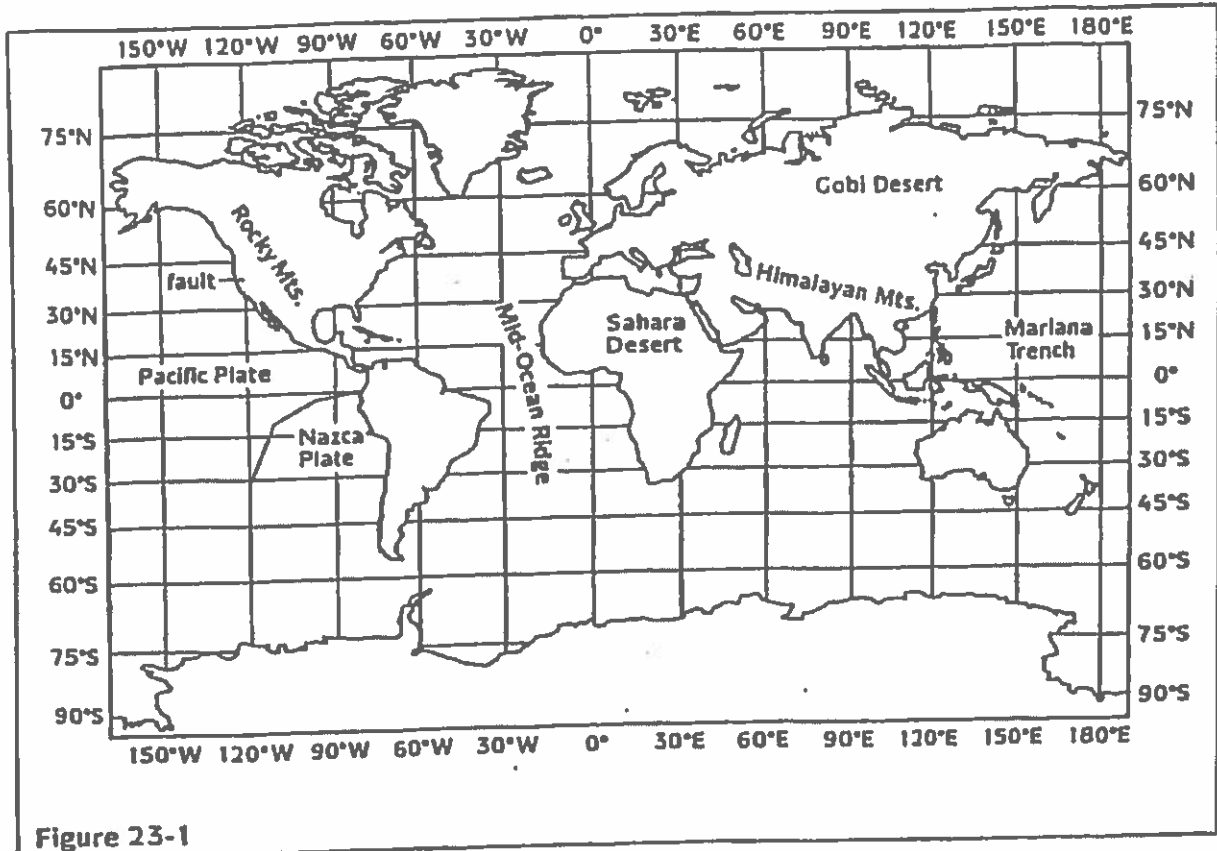 150°W 120°W 90°W 60°W 30°W 0° 30°E 60°E 90°E 120°E 150°E 180°E
75°N 75°N
Gobi Desert
60°N 60°N
Rocky Mts.
45°N 45°N
fault
Himalayan Mts.
30°N 30°N
Mid-Ocean Ridge
Sahara
Desert
Mariana
Trench
15°N 15°N
Pacific Plate
0° 0°
15°S 15°S
Nazca
Plate
30°S 30°S
45°S 45°S
60°S 60°S
75°S 75°S
90°S 90°S
150°W 120°W 90°W 60°W 30°W 0° 30°E 60°E 90°E 120°E 150°E 180°E
Figure 23-1